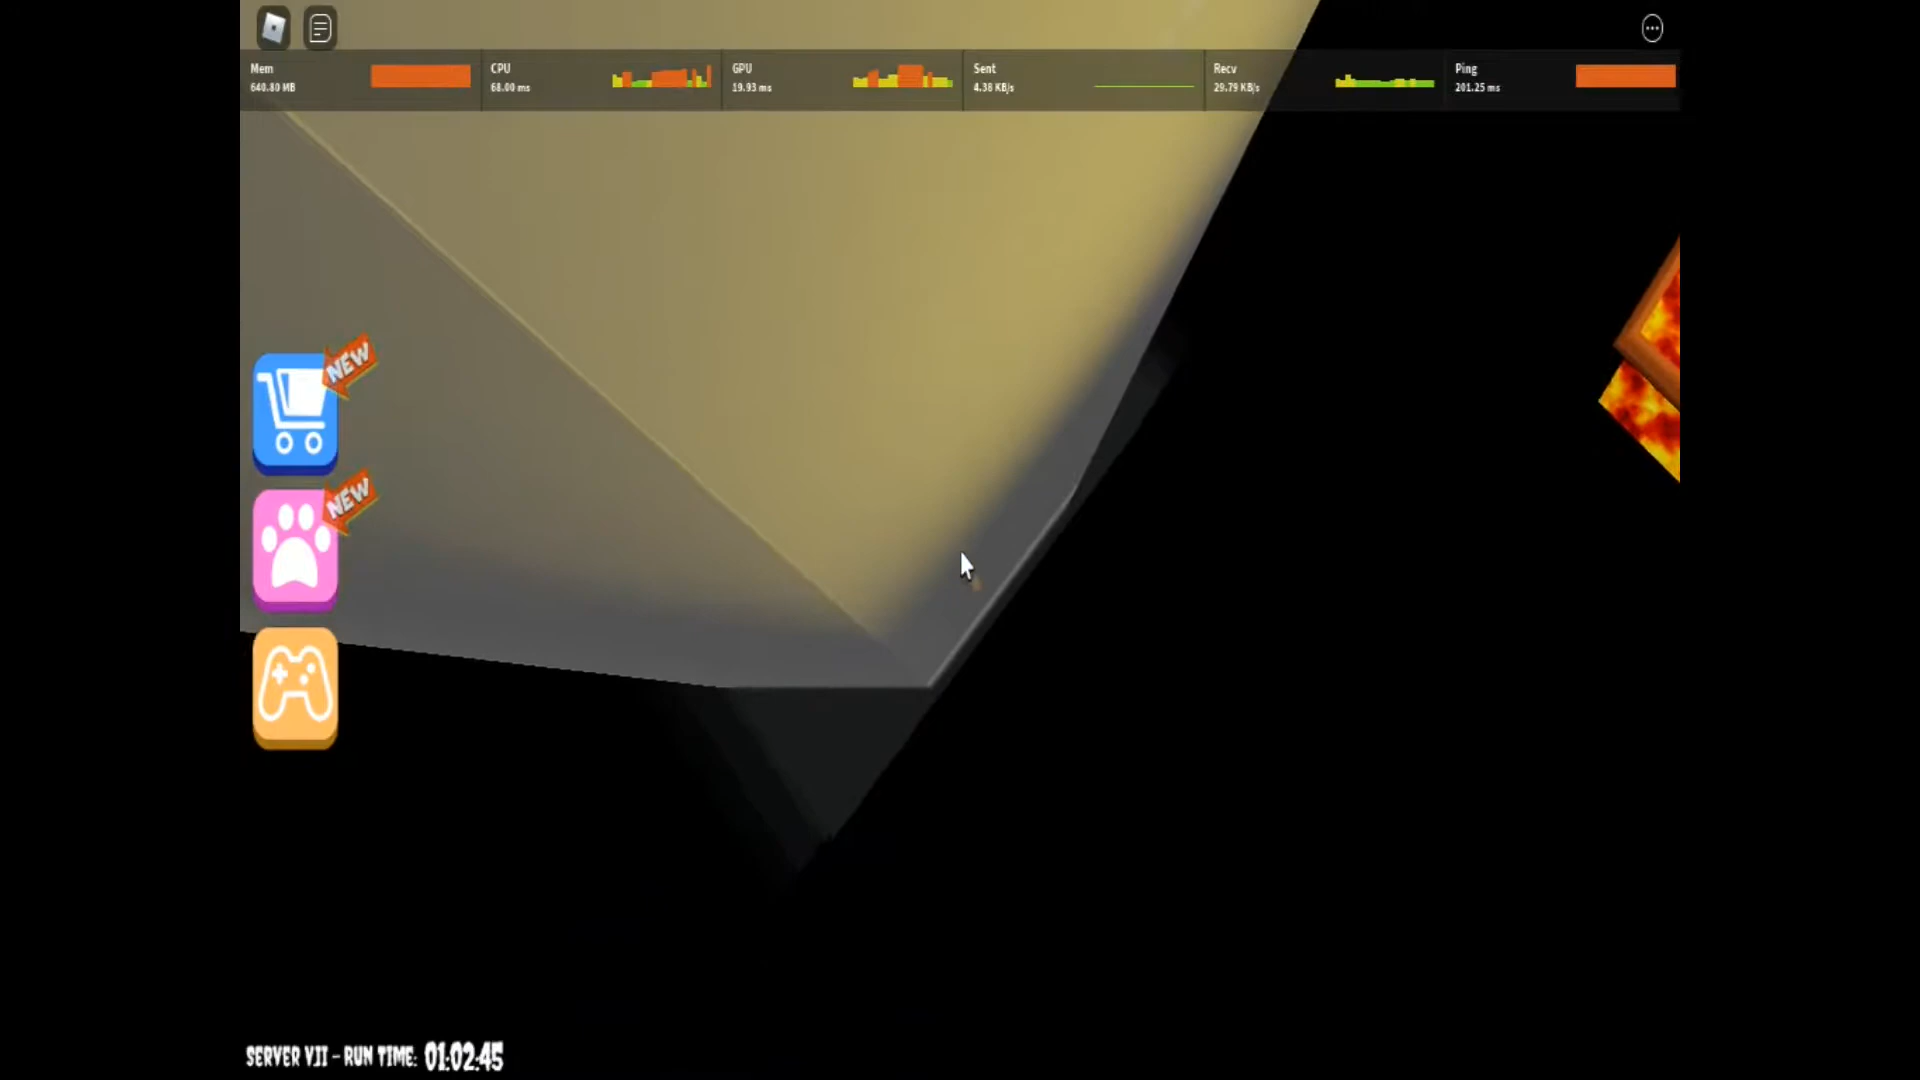 Mem
640.80 MB
CPU
68.00 ms
GPU
19.93 ms
Sent
4.38 KB/s
Recv
29.79 KB/s
Ping
201.25 ms
NEW
NEW
SERVER VII - RUN TIME: 01:02:45